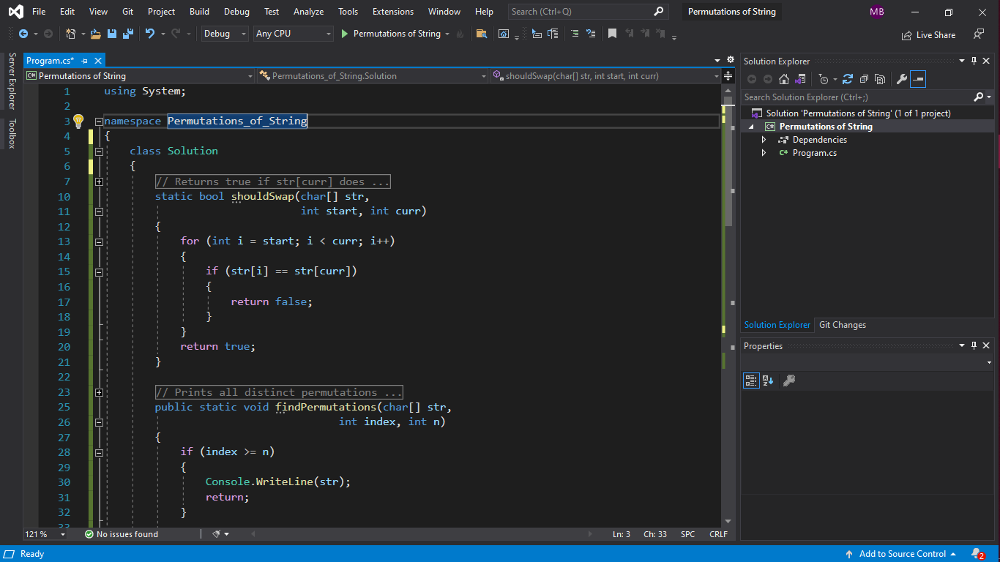 File Edit View Git Project Build Debug Test Analyze Tools Extensions Window Help Search (Ctrl+Q) Permutations of String MB
Debug Any CPU Permutations of String Live Share
Server Explorer
Toolbox
Program.cs*
C# Permutations of String Permutations_of_String.Solution shouldSwap(char[] str, int start, int curr)
1 using System;
2
3 namespace Permutations_of_String
4 {
5 class Solution
6 {
7 // Returns true if str[curr] does ...
10 static bool shouldSwap(char[] str,
11 int start, int curr)
12 {
13 for (int i = start; i < curr; i++)
14 {
15 if (str[i] == str[curr])
16 {
17 return false;
18 }
19 }
20 return true;
21 }
22
23 // Prints all distinct permutations ...
25 public static void findPermutations(char[] str,
26 int index, int n)
27 {
28 if (index >= n)
29 {
30 Console.WriteLine(str);
31 return;
32 }
33
121 % No issues found Ln: 3 Ch: 33 SPC CRLF
Solution Explorer
Search Solution Explorer (Ctrl+;)
Solution 'Permutations of String' (1 of 1 project)
C# Permutations of String
Dependencies
C# Program.cs
Solution Explorer Git Changes
Properties
Ready Add to Source Control 2